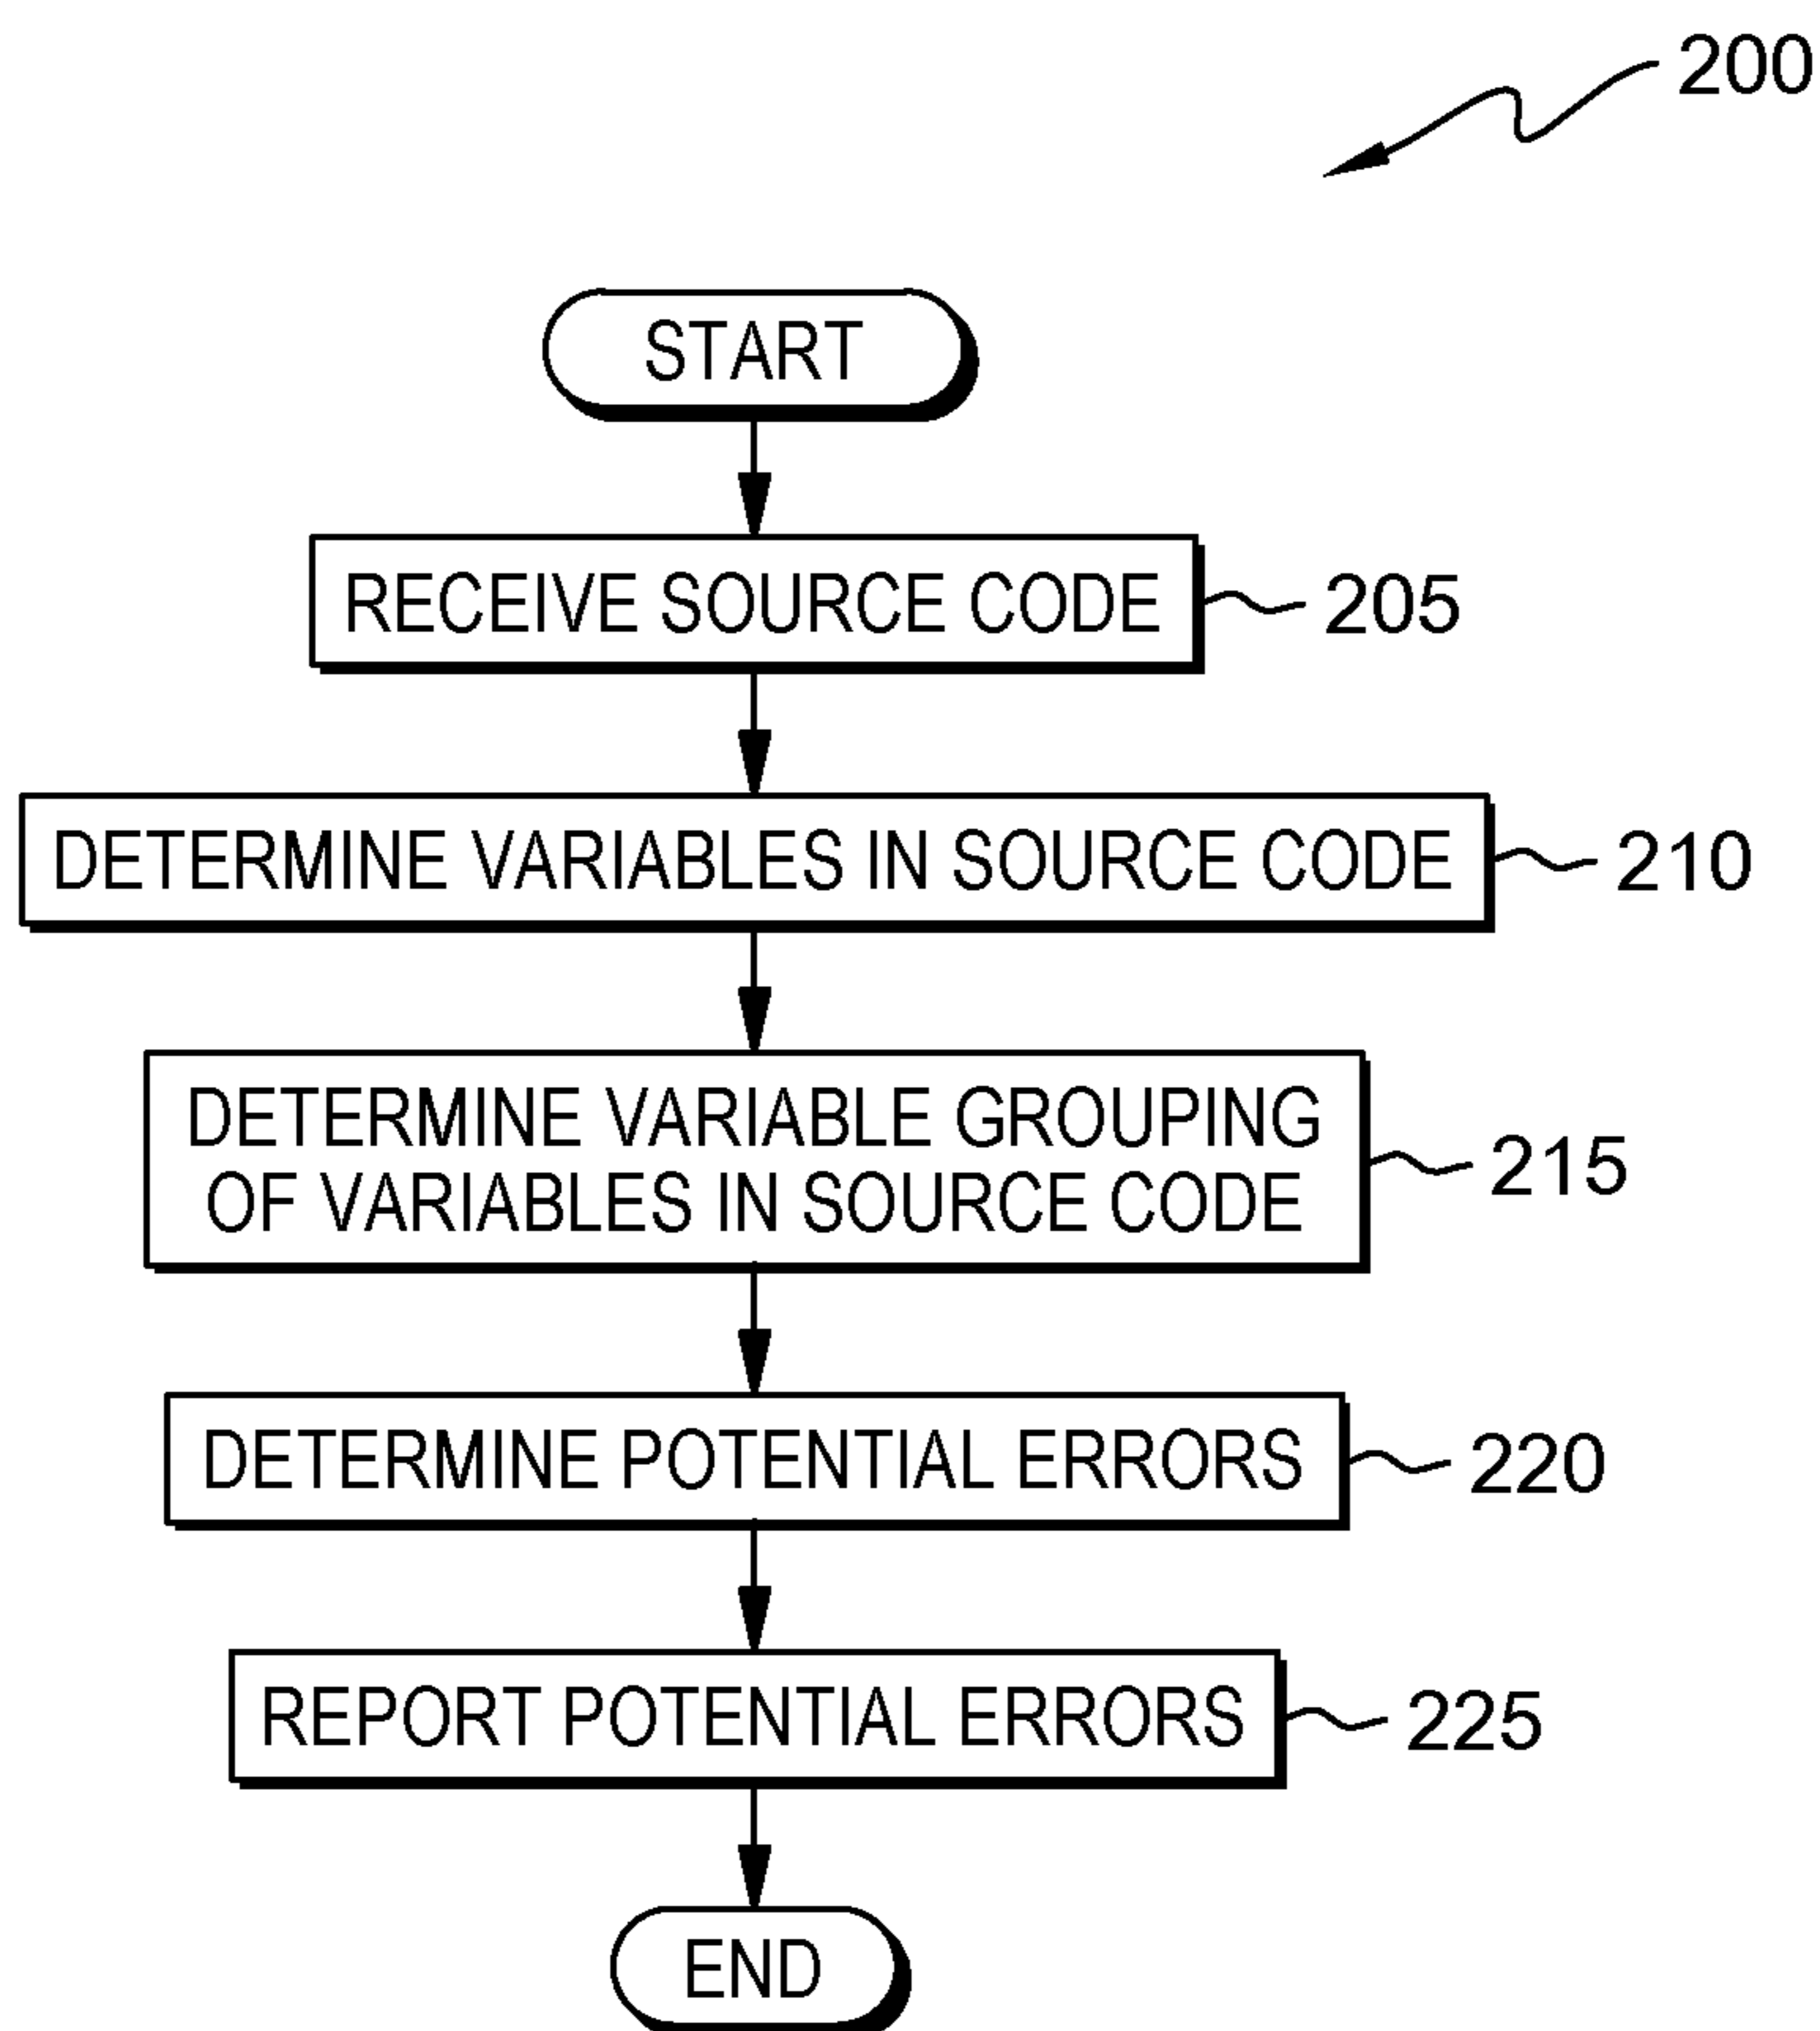 200
START
RECEIVE SOURCE CODE
205
DETERMINE VARIABLES IN SOURCE CODE
210
DETERMINE VARIABLE GROUPING
OF VARIABLES IN SOURCE CODE
215
DETERMINE POTENTIAL ERRORS
220
REPORT POTENTIAL ERRORS
225
END